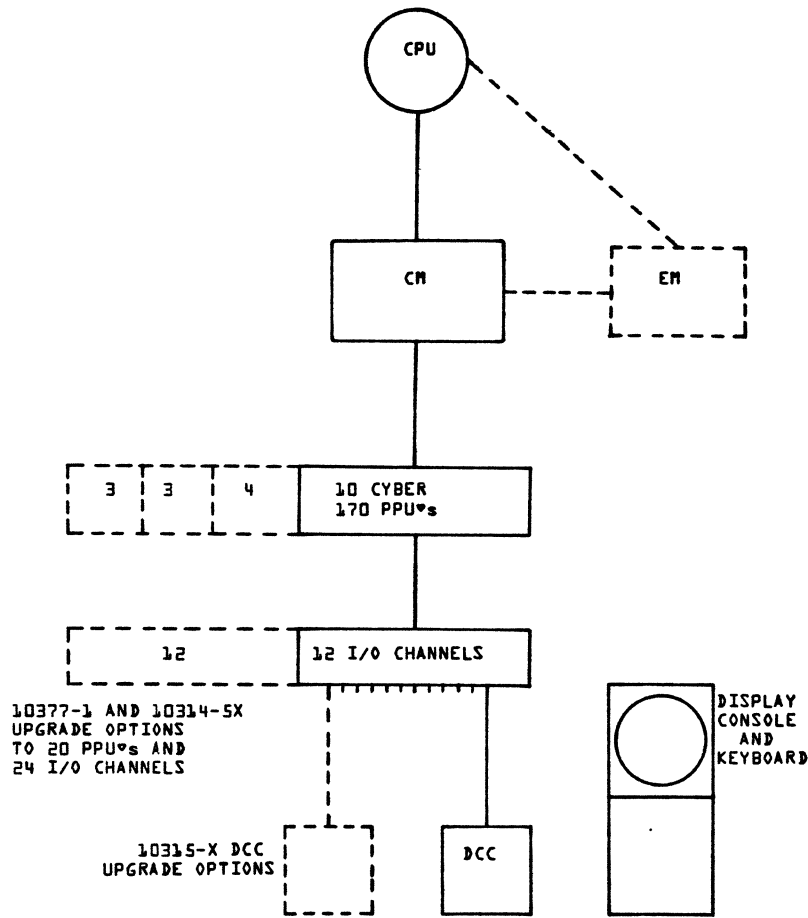 CPU
CM
EM
3 3 4
10 CYBER
170 PPU♥s
12
12 I/O CHANNELS
10377-1 AND 10314-5X
UPGRADE OPTIONS
TO 20 PPU♥s AND
24 I/O CHANNELS
DISPLAY
CONSOLE
AND
KEYBOARD
10315-X DCC
UPGRADE OPTIONS
DCC